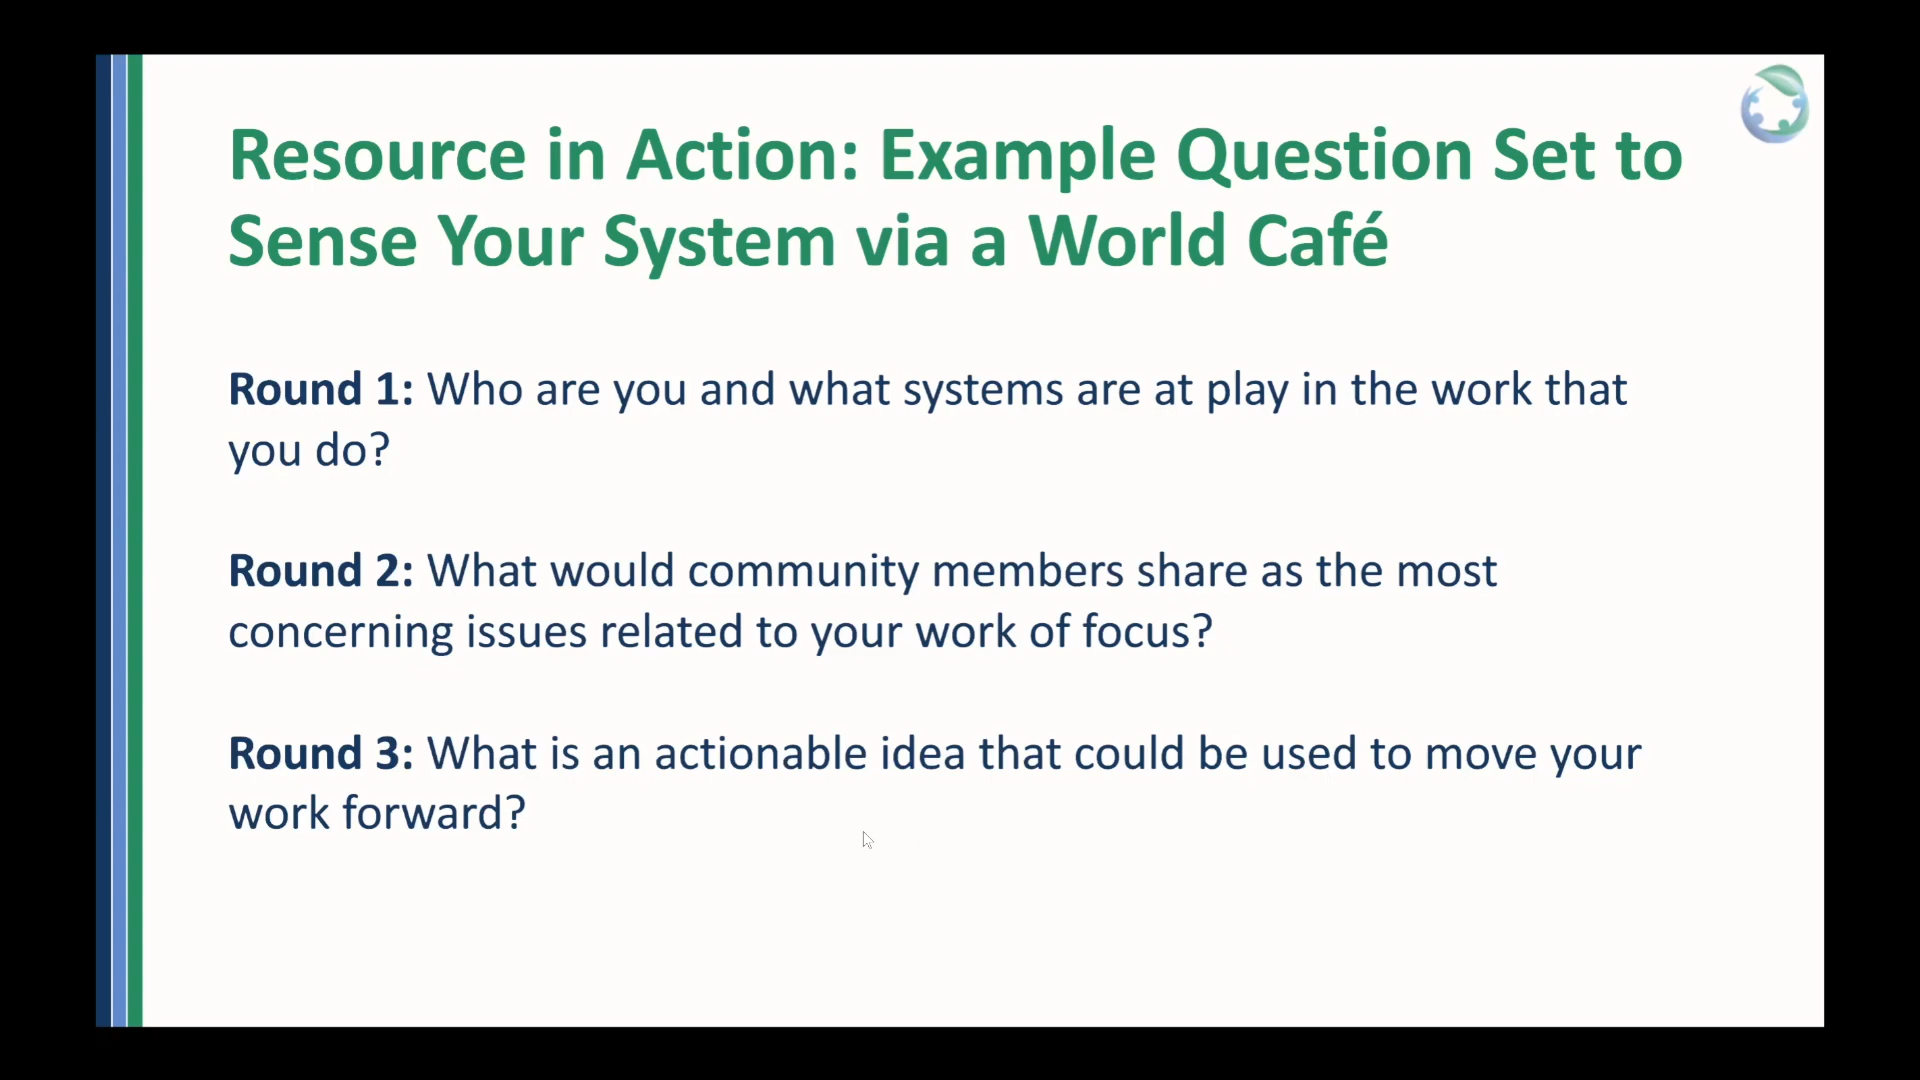 Resource in Action: Example Question Set to
Sense Your System via a World Café
Round 1: Who are you and what systems are at play in the work that
you do?
Round 2: What would community members share as the most
concerning issues related to your work of focus?
Round 3: What is an actionable idea that could be used to move your
work forward?